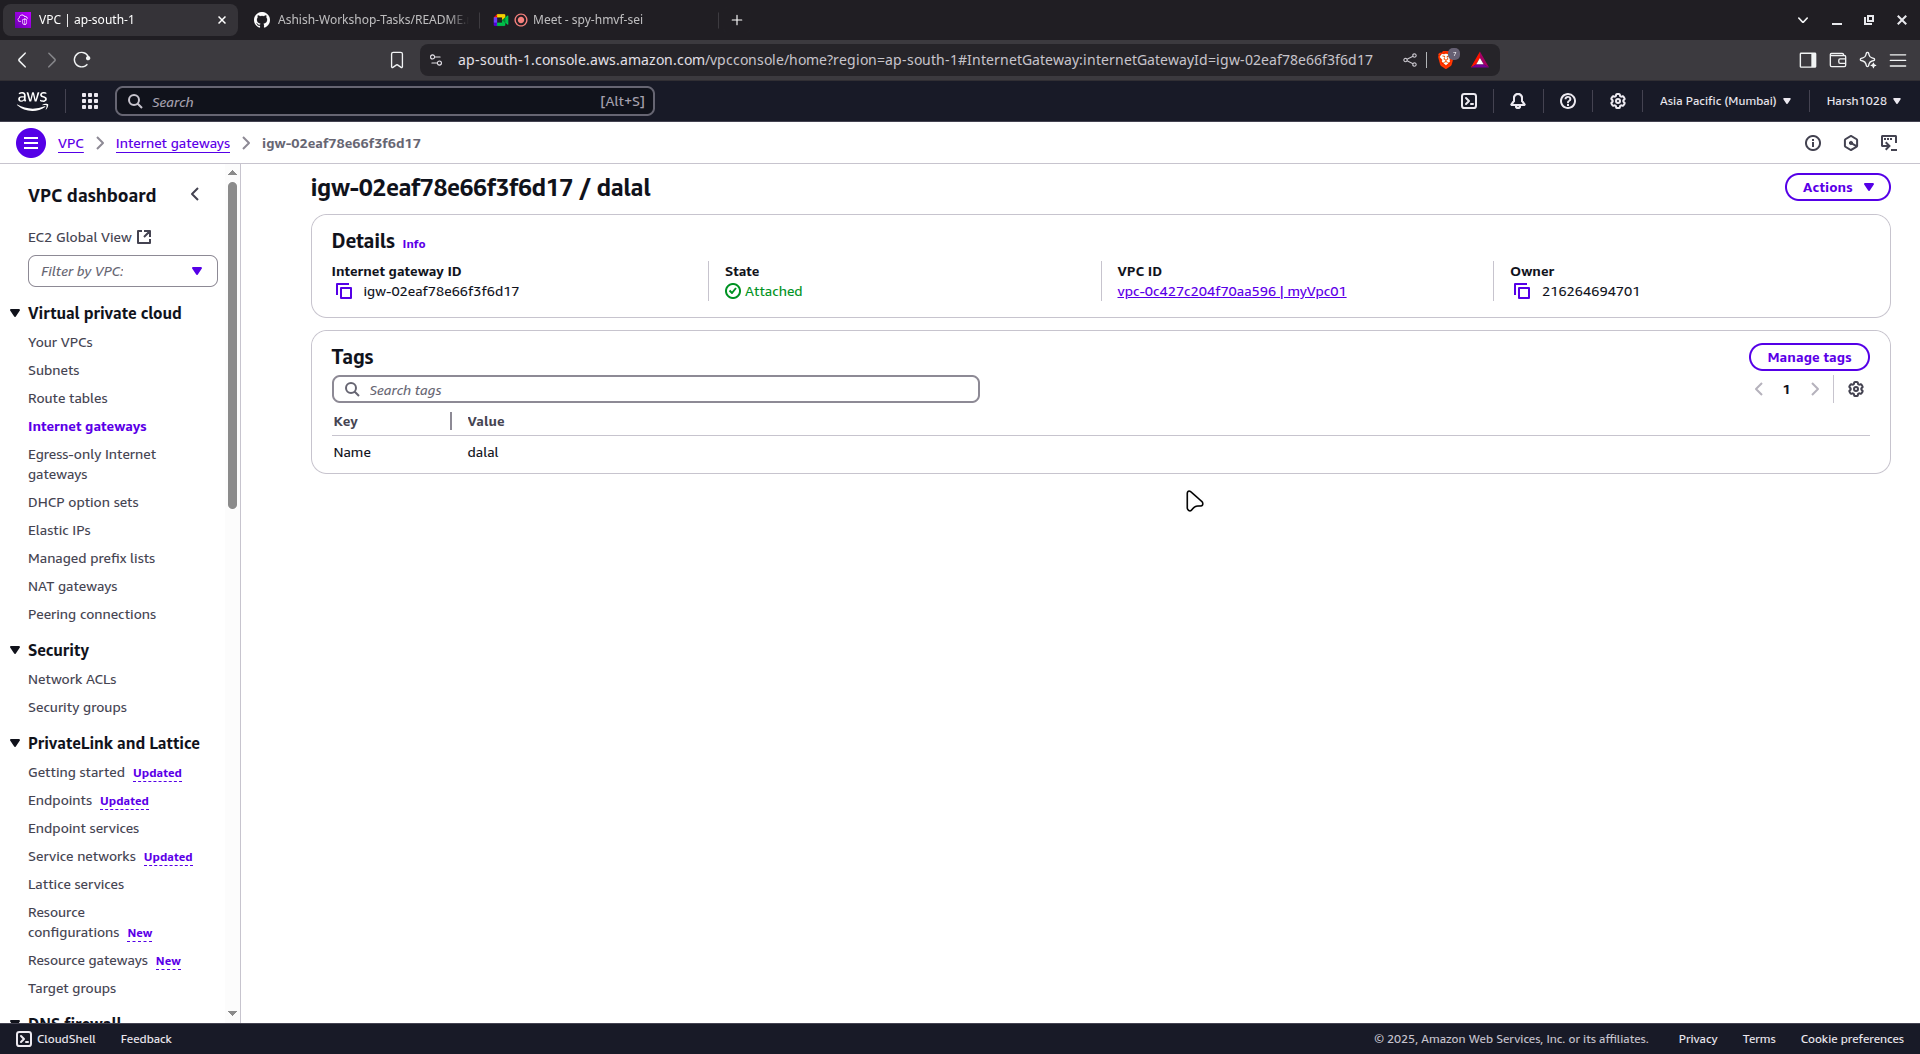 VPC | ap-south-1
Ashish-Workshop-Tasks/README.
Meet - spy-hmvf-sei
ap-south-1.console.aws.amazon.com/vpcconsole/home?region=ap-south-1#InternetGateway:internetGatewayId=igw-02eaf78e66f3f6d17
7
aws
Search
[Alt+S]
Asia Pacific (Mumbai)
Harsh1028
VPC
Internet gateways
igw-02eaf78e66f3f6d17
VPC dashboard
EC2 Global View
Filter by VPC:
Virtual private cloud
Your VPCs
Subnets
Route tables
Internet gateways
Egress-only Internet
gateways
DHCP option sets
Elastic IPs
Managed prefix lists
NAT gateways
Peering connections
Security
Network ACLs
Security groups
PrivateLink and Lattice
Getting started Updated
Endpoints Updated
Endpoint services
Service networks Updated
Lattice services
Resource
configurations New
Resource gateways New
Target groups
DNS firewall
igw-02eaf78e66f3f6d17 / dalal
Actions
Details Info
Internet gateway ID
igw-02eaf78e66f3f6d17
State
Attached
VPC ID
vpc-0c427c204f70aa596 | myVpc01
Owner
216264694701
Tags
Manage tags
Search tags
1
Key Value
Name dalal
CloudShell Feedback
© 2025, Amazon Web Services, Inc. or its affiliates. Privacy Terms Cookie preferences